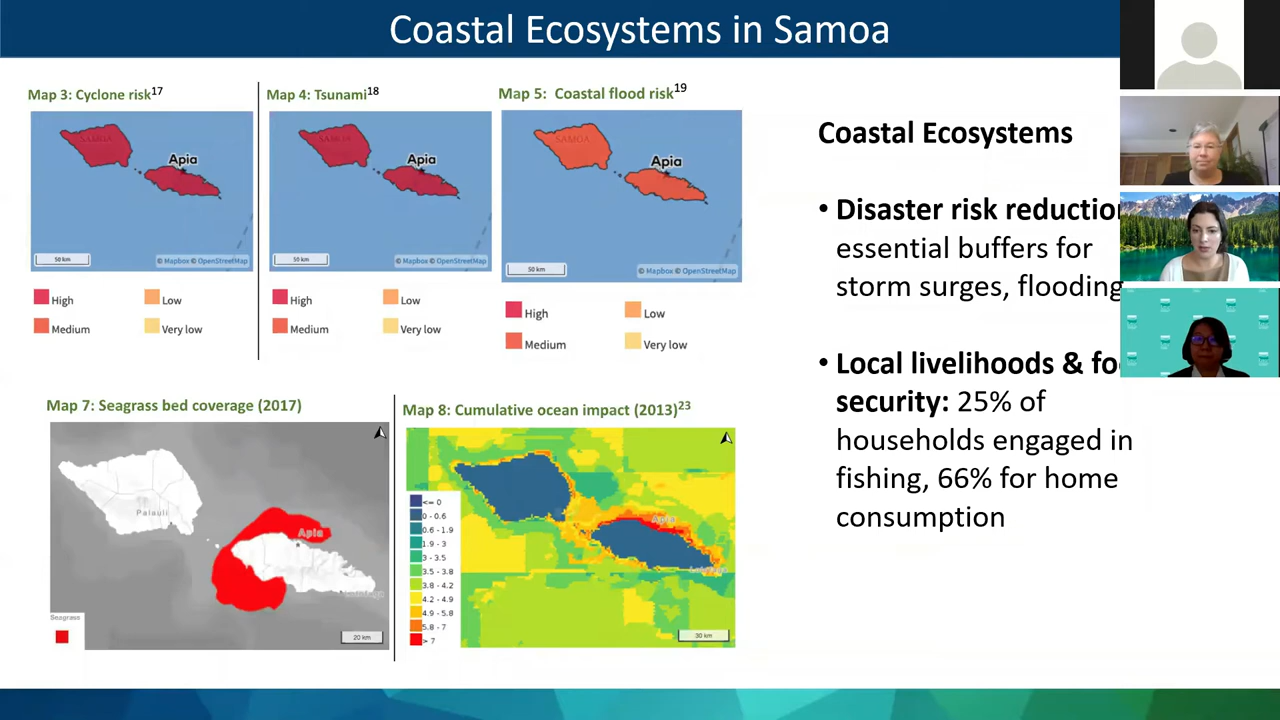 Coastal Ecosystems in Samoa
Map 3: Cyclone risk17
SAMOA
Apia
50 km
© Mapbox © OpenStreetMap
High
Low
Medium
Very low
Map 4: Tsunami18
SAMOA
Apia
50 km
© Mapbox © OpenStreetMap
High
Low
Medium
Very low
Map 5: Coastal flood risk19
SAMOA
Apia
50 km
© Mapbox © OpenStreetMap
High
Low
Medium
Very low
Coastal Ecosystems
• Disaster risk reduction
essential buffers for
storm surges, flooding
• Local livelihoods & fo
security: 25% of
households engaged in
fishing, 66% for home
consumption
Map 7: Seagrass bed coverage (2017)
Palauli
Apia
Seagrass
20 km
Map 8: Cumulative ocean impact (2013)23
Apia
<= 0
0 - 0.6
0.6 - 1.9
1.9 - 3
3 - 3.5
3.5 - 3.8
3.8 - 4.2
4.2 - 4.9
4.9 - 5.8
5.8 - 7
> 7
30 km